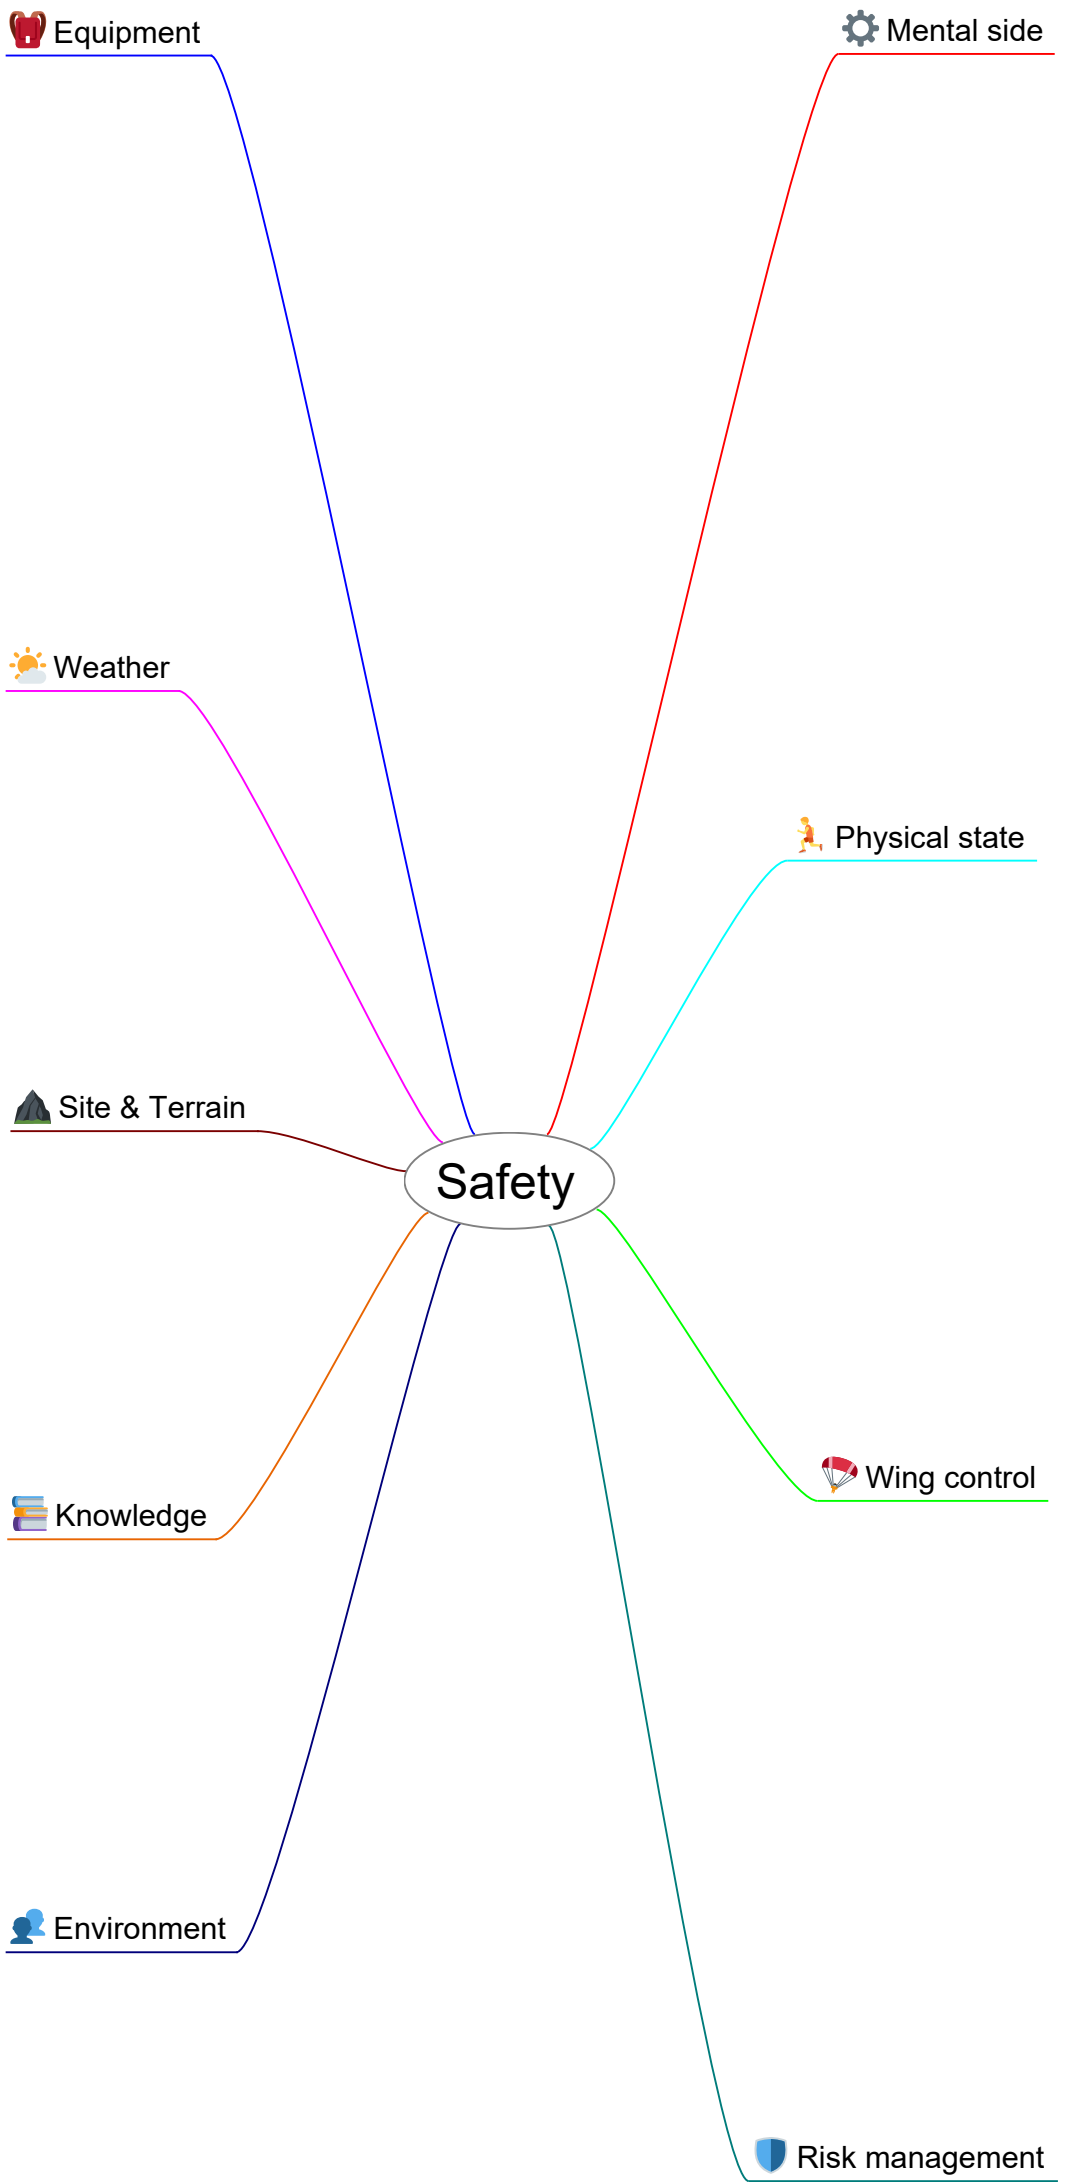 Equipment
Mental side
Weather
Physical state
Site & Terrain
Safety
Wing control
Knowledge
Environment
Risk management